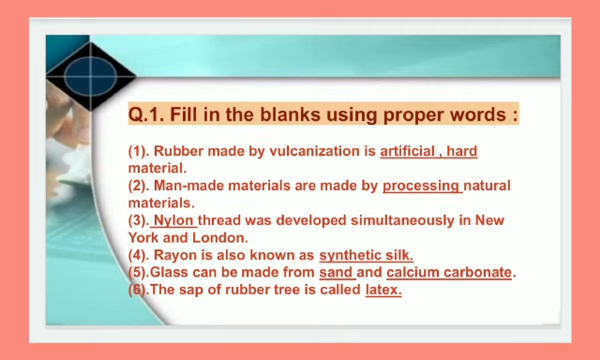 Q.1. Fill in the blanks using proper words :
(1). Rubber made by vulcanization is artificial , hard
material.
(2). Man-made materials are made by processing natural
materials.
(3). Nylon thread was developed simultaneously in New
York and London.
(4). Rayon is also known as synthetic silk.
(5).Glass can be made from sand and calcium carbonate.
(6).The sap of rubber tree is called latex.